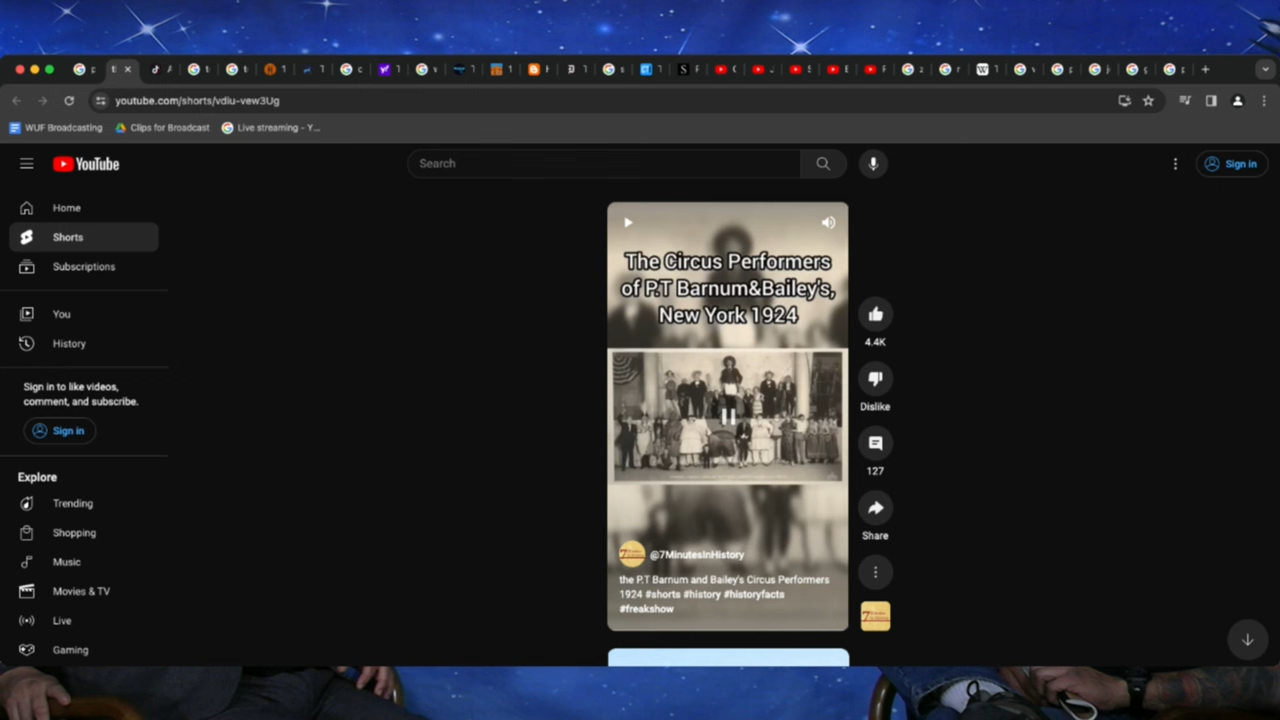 youtube.com/shorts/vdiu-vew3Ug
WUF Broadcasting
Clips for Broadcast
Live streaming - Y...
YouTube
Search
Sign in
Home
Shorts
Subscriptions
You
History
Sign in to like videos,
comment, and subscribe.
Sign in
Explore
Trending
Shopping
Music
Movies & TV
Live
Gaming
The Circus Performers
of P.T Barnum&Bailey's,
New York 1924
@7MinutesInHistory
the P.T Barnum and Bailey's Circus Performers
1924 #shorts #history #historyfacts
#freakshow
4.4K
Dislike
127
Share